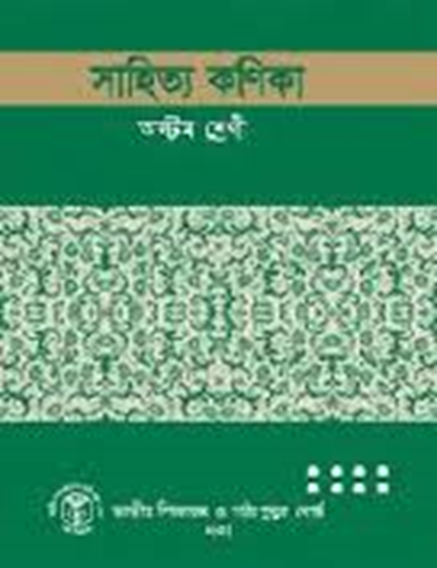 সাহিত্য কণিকা
অষ্টম শ্রেণী
জাতীয় শিক্ষাক্রম ও পাঠ্যপুস্তক বোর্ড
ঢাকা